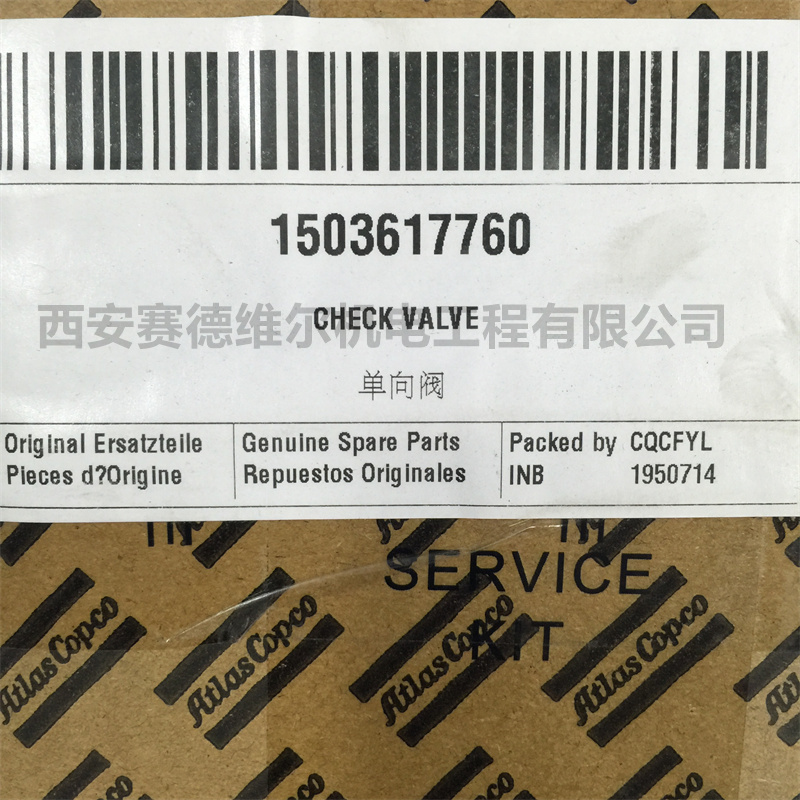 1503617760
西安赛德维尔机电工程有限公司
CHECK VALVE
单向阀
Original Ersatzteile
Pieces d?Origine
Genuine Spare Parts
Repuestos Originales
Packed by CQCFYL
INB 1950714
SERVICE
KIT
Atlas Copco
Atlas Copco
Atlas Copco
Atlas Copco
Atlas Copco